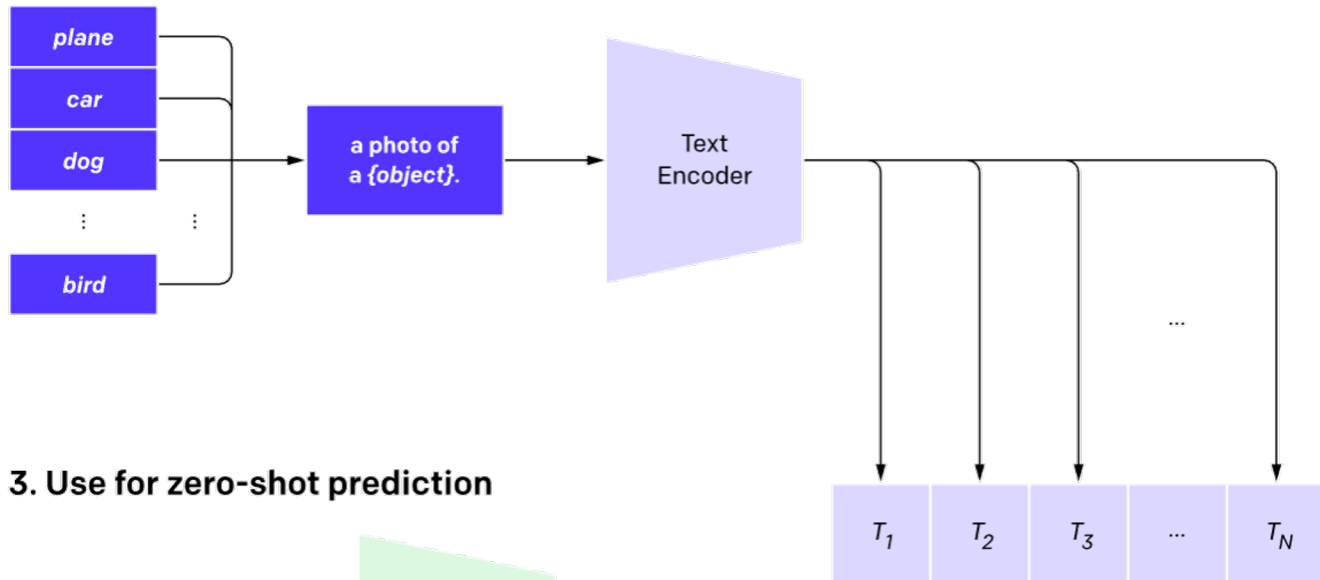 plane
car
dog
⋮ ⋮
bird
a photo of
a {object}.
Text
Encoder
...
3. Use for zero-shot prediction
T1 T2 T3 ... TN